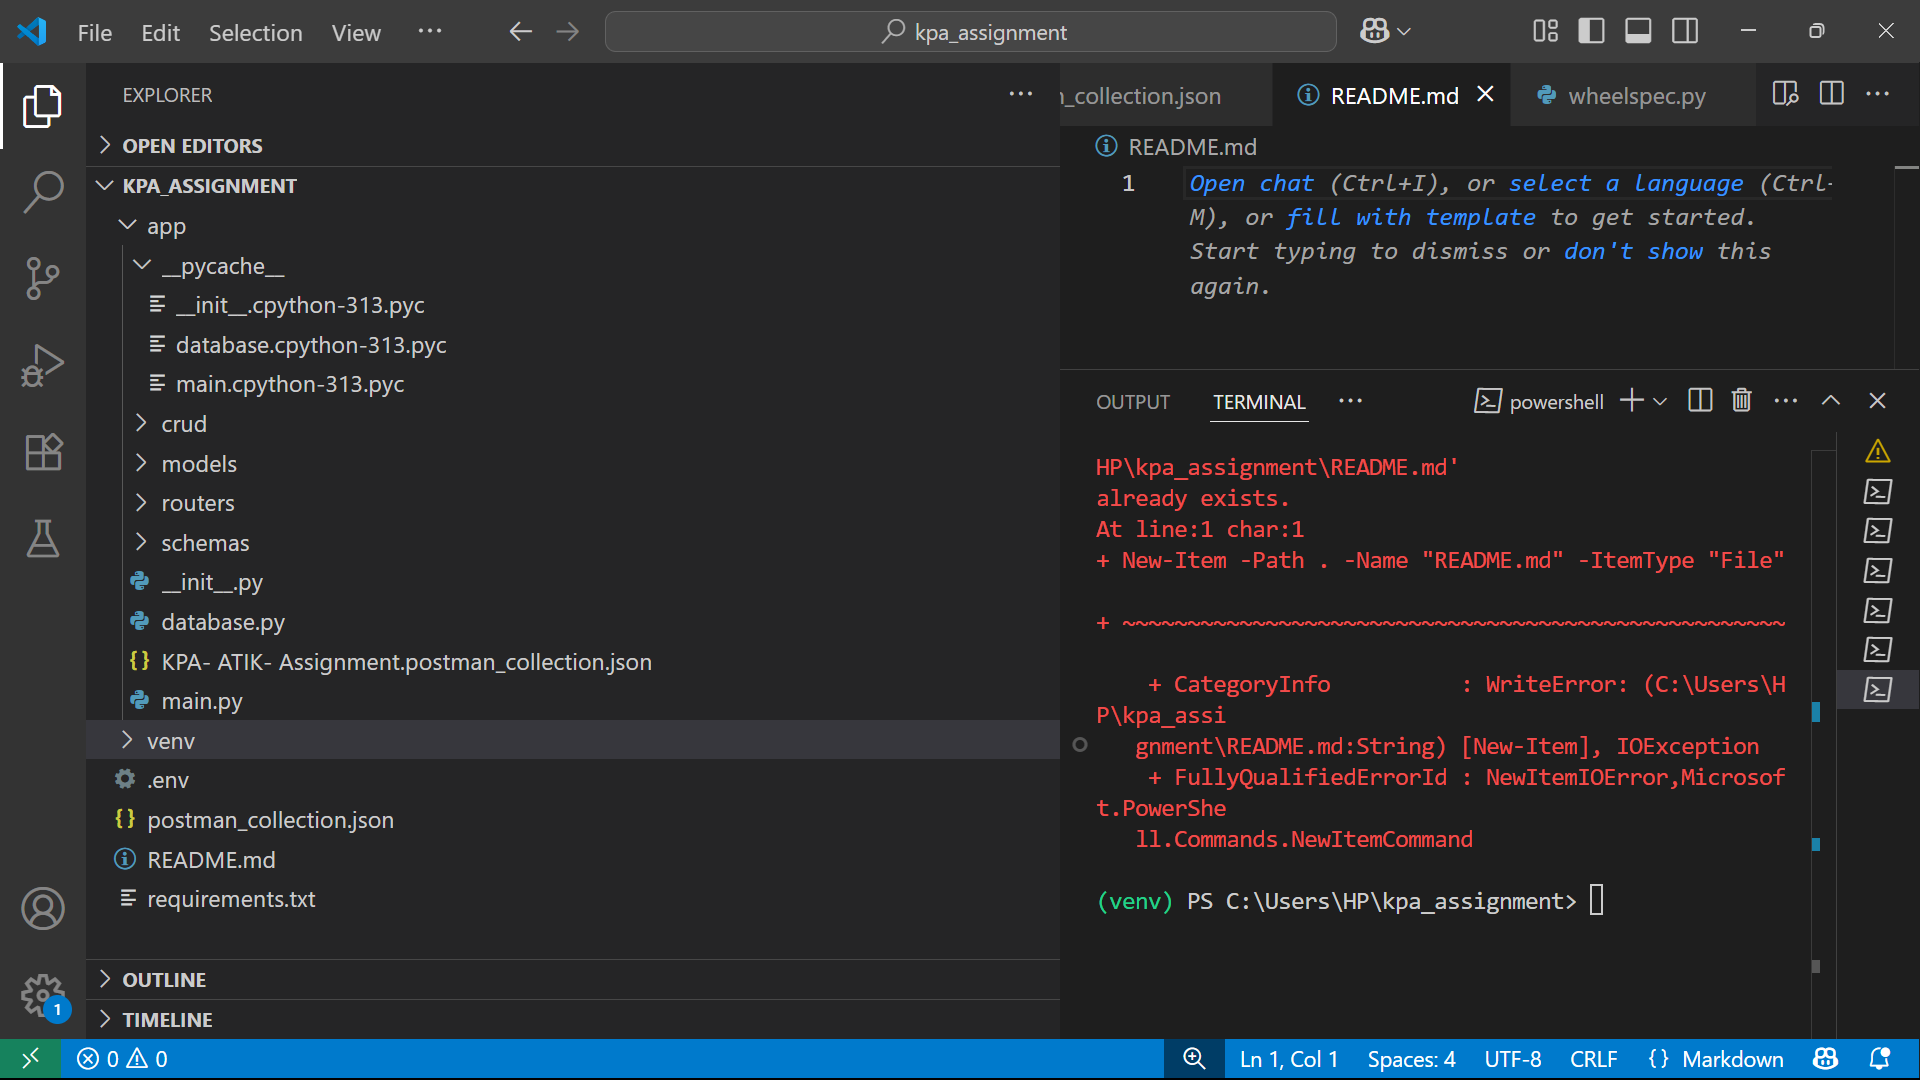 File Edit Selection View ··· kpa_assignment
EXPLORER
OPEN EDITORS
KPA_ASSIGNMENT
app
__pycache__
__init__.cpython-313.pyc
database.cpython-313.pyc
main.cpython-313.pyc
crud
models
routers
schemas
__init__.py
database.py
{} KPA- ATIK- Assignment.postman_collection.json
main.py
venv
.env
{} postman_collection.json
README.md
requirements.txt
OUTLINE
TIMELINE
_collection.json README.md wheelspec.py
README.md
1 Open chat (Ctrl+I), or select a language (Ctrl-
M), or fill with template to get started.
Start typing to dismiss or don't show this
again.
OUTPUT TERMINAL ··· powershell
HP\kpa_assignment\README.md'
already exists.
At line:1 char:1
+ New-Item -Path . -Name "README.md" -ItemType "File"
+ ~~~~~~~~~~~~~~~~~~~~~~~~~~~~~~~~~~~~~~~~~~~~~~~~~~~
+ CategoryInfo : WriteError: (C:\Users\H
P\kpa_assi
gnment\README.md:String) [New-Item], IOException
+ FullyQualifiedErrorId : NewItemIOError,Microsof
t.PowerShe
ll.Commands.NewItemCommand
(venv) PS C:\Users\HP\kpa_assignment>
1
0 0 Ln 1, Col 1 Spaces: 4 UTF-8 CRLF {} Markdown